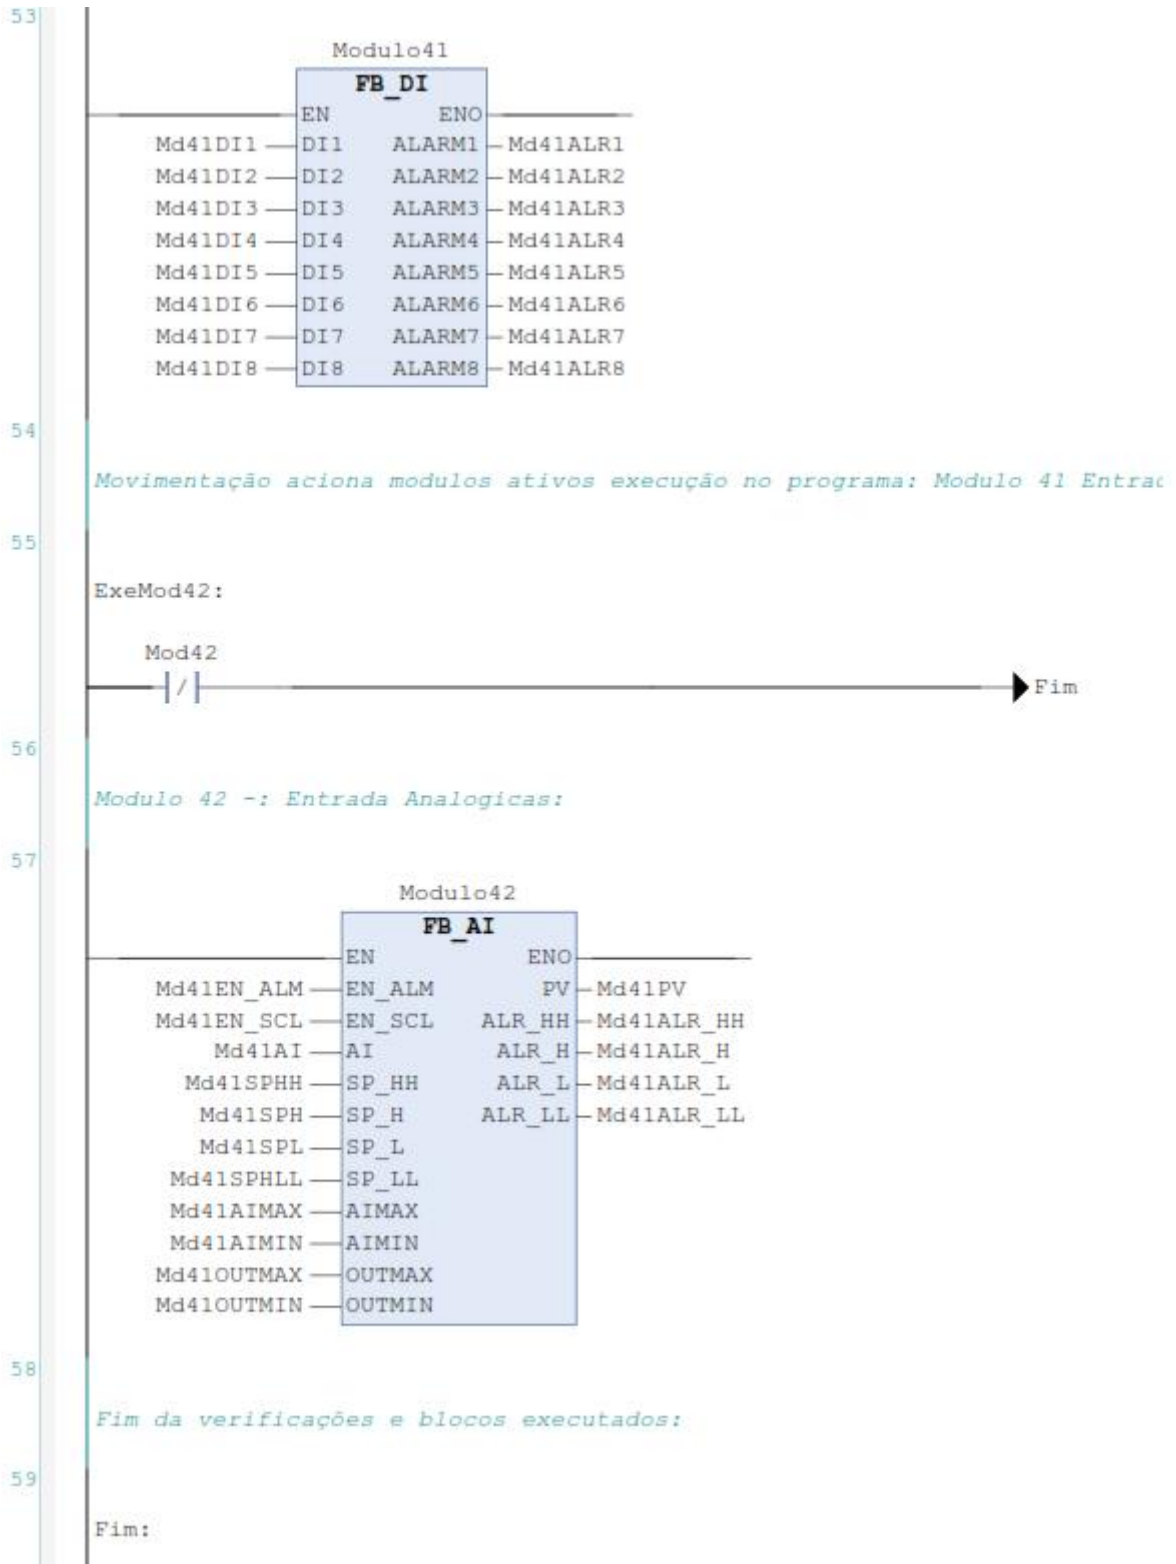 53
Modulo41
FB_DI
EN ENO
Md41DI1 DI1 ALARM1 Md41ALR1
Md41DI2 DI2 ALARM2 Md41ALR2
Md41DI3 DI3 ALARM3 Md41ALR3
Md41DI4 DI4 ALARM4 Md41ALR4
Md41DI5 DI5 ALARM5 Md41ALR5
Md41DI6 DI6 ALARM6 Md41ALR6
Md41DI7 DI7 ALARM7 Md41ALR7
Md41DI8 DI8 ALARM8 Md41ALR8
54
Movimentação aciona modulos ativos execução no programa: Modulo 41 Entrad
55
ExeMod42:
Mod42
/ Fim
56
Modulo 42 -: Entrada Analogicas:
57
Modulo42
FB_AI
EN ENO
Md41EN_ALM EN_ALM PV Md41PV
Md41EN_SCL EN_SCL ALR_HH Md41ALR_HH
Md41AI AI ALR_H Md41ALR_H
Md41SPHH SP_HH ALR_L Md41ALR_L
Md41SPH SP_H ALR_LL Md41ALR_LL
Md41SPL SP_L
Md41SPHLL SP_LL
Md41AIMAX AIMAX
Md41AIMIN AIMIN
Md41OUTMAX OUTMAX
Md41OUTMIN OUTMIN
58
Fim da verificações e blocos executados:
59
Fim: